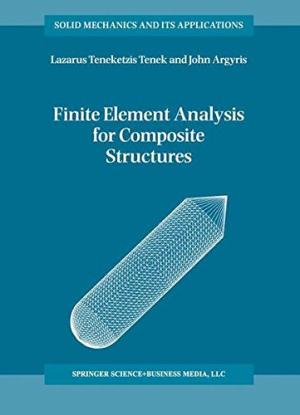 SOLID MECHANICS AND ITS APPLICATIONS
Lazarus Teneketzis Tenek and John Argyris
Finite Element Analysis
for Composite
Structures
SPRINGER SCIENCE+BUSINESS MEDIA, LLC